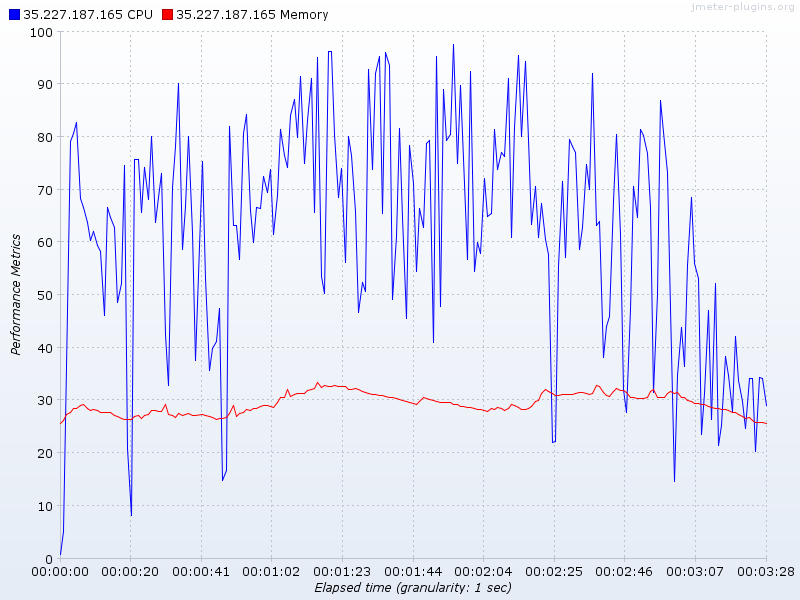 35.227.187.165 CPU 35.227.187.165 Memory
jmeter-plugins.org
100
90
80
70
60
50
40
30
20
10
0
Performance Metrics
00:00:00 00:00:20 00:00:41 00:01:02 00:01:23 00:01:44 00:02:04 00:02:25 00:02:46 00:03:07 00:03:28
Elapsed time (granularity: 1 sec)